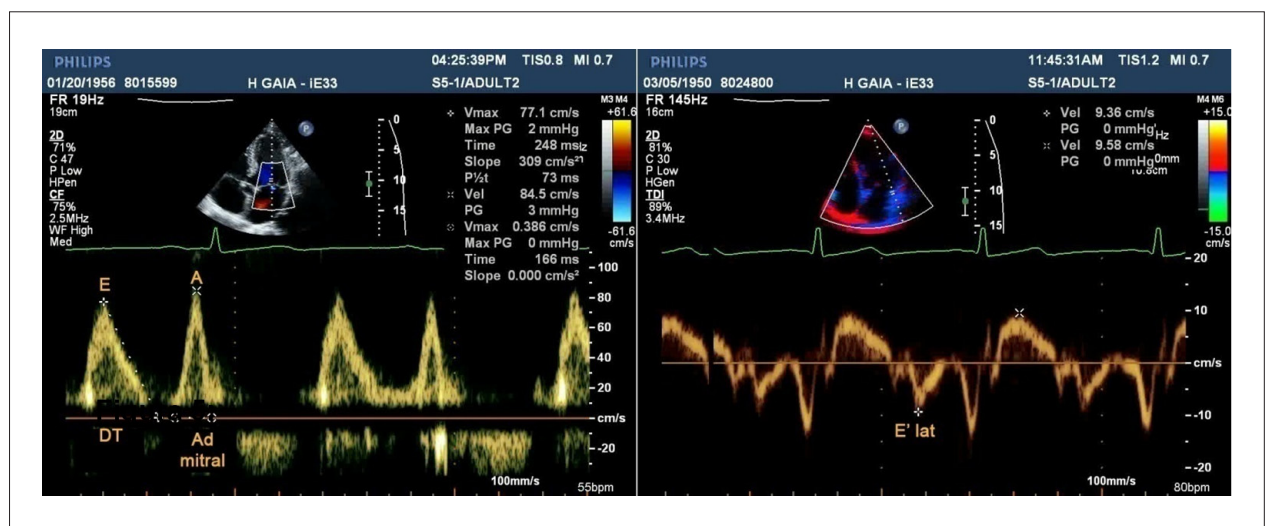 PHILIPS
04:25:39PM TIS0.8 MI 0.7
01/20/1956 8015599 H GAIA - iE33 S5-1/ADULT2
FR 19Hz
19cm
2D
71%
C 47
P Low
HPen
CF
75%
2.5MHz
WF High
Med
P
0
5
10
15
M3 M4
+61.6
-61.6
cm/s
Vmax 77.1 cm/s
Max PG 2 mmHg
Time 248 ms
Slope 309 cm/s²
P½t 73 ms
Vel 84.5 cm/s
PG 3 mmHg
Vmax 0.386 cm/s
Max PG 0 mmHg
Time 166 ms
Slope 0.000 cm/s²
E
A
100
80
60
40
20
cm/s
-20
DT
Ad
mitral
100mm/s
55bpm
PHILIPS
11:45:31AM TIS1.2 MI 0.7
03/05/1950 8024800 H GAIA - iE33 S5-1/ADULT2
FR 145Hz
16cm
2D
81%
C 30
P Low
HGen
TDI
89%
3.4MHz
P
0
5
10
15
M4 M6
+15.0
-15.0
cm/s
Vel 9.36 cm/s
PG 0 mmHg
Vel 9.58 cm/s
PG 0 mmHg
20
10
cm/s
-10
-20
E' lat
100mm/s
80bpm